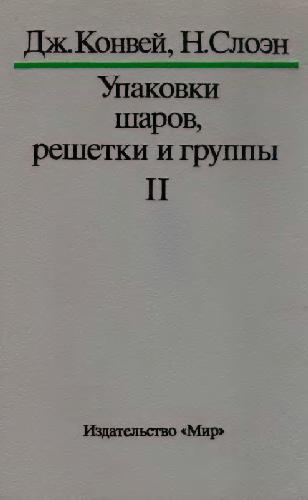 Дж. Конвей, Н. Слоэн
Упаковки
шаров,
решетки и группы
II
Издательство «Мир»